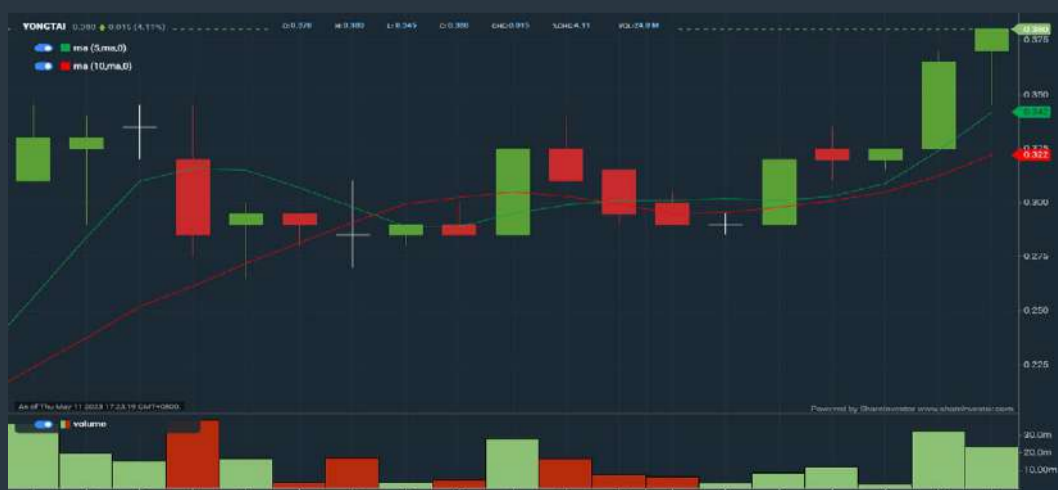 YONGTAI 0.380 0.015 (4.11%) O:0.370 H:0.380 L:0.345 C:0.380 CHG:0.015 %CHG:4.11 VOL:24.0 M
ma (5,ma,0)
ma (10,ma,0)
0.380
0.375
0.350
0.342
0.322
0.300
0.275
0.250
0.225
As of Thu May 11 2023 17:23:19 GMT+0800.
Powered by ShareInvestor www.shareinvestor.com
volume
30.0m
20.0m
10.00m